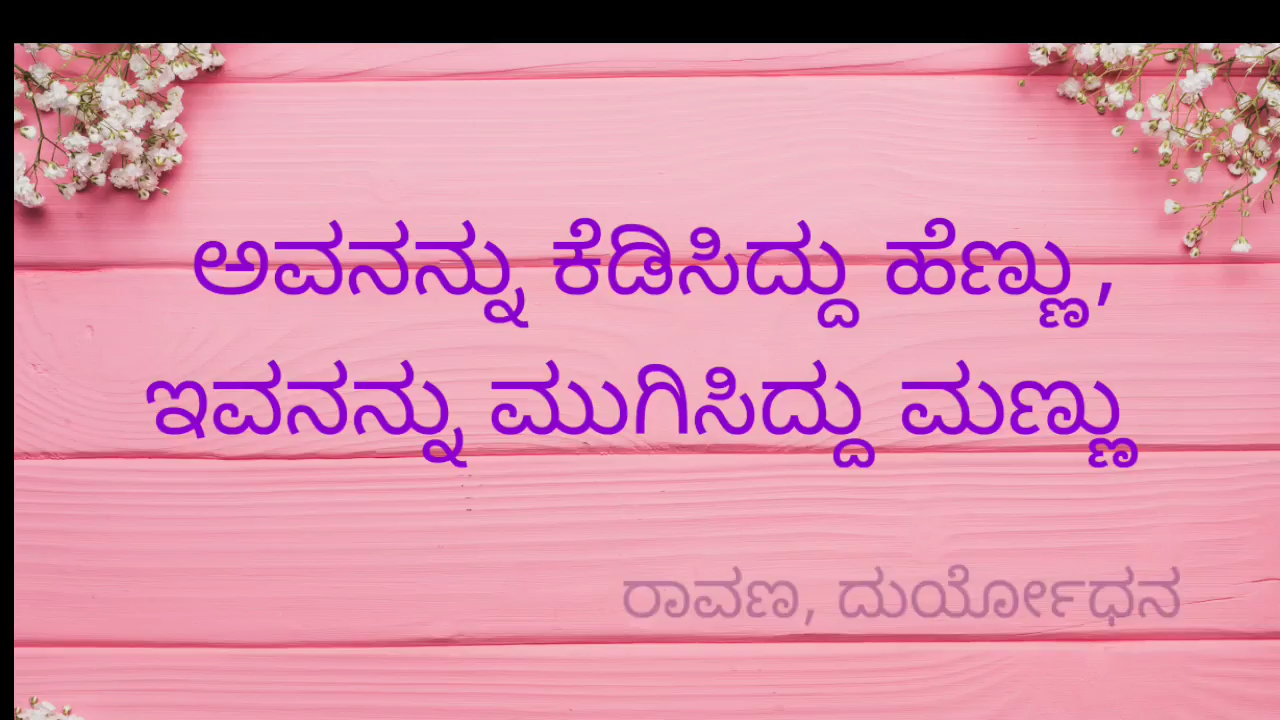 ಅವನನ್ನು ಕೆಡಿಸಿದ್ದು ಹೆಣ್ಣು,
ಇವನನ್ನು ಮುಗಿಸಿದ್ದು ಮಣ್ಣು
ರಾವಣ, ದುರ್ಯೋಧನ